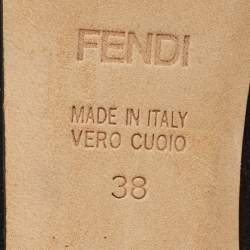 FENDI
MADE IN ITALY
VERO CUOIO
38